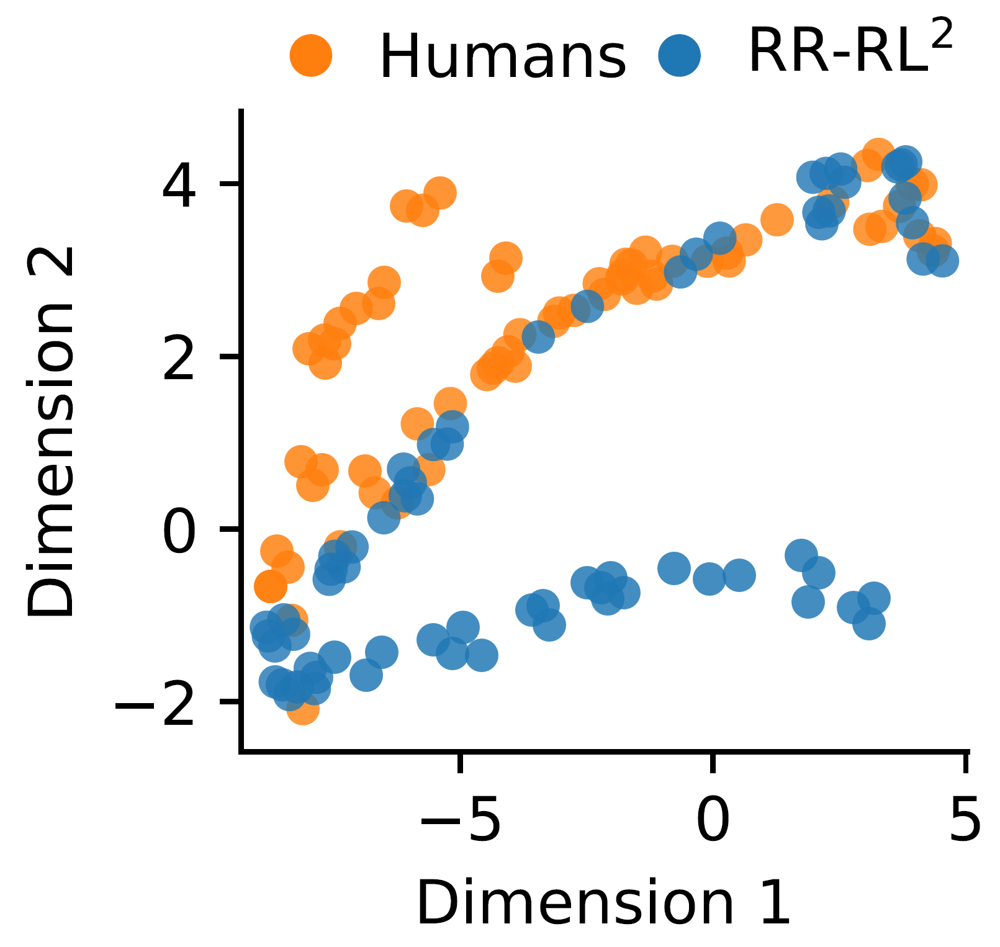 Humans RR-RL²
4
2
0
−2
Dimension 2
−5 0 5
Dimension 1